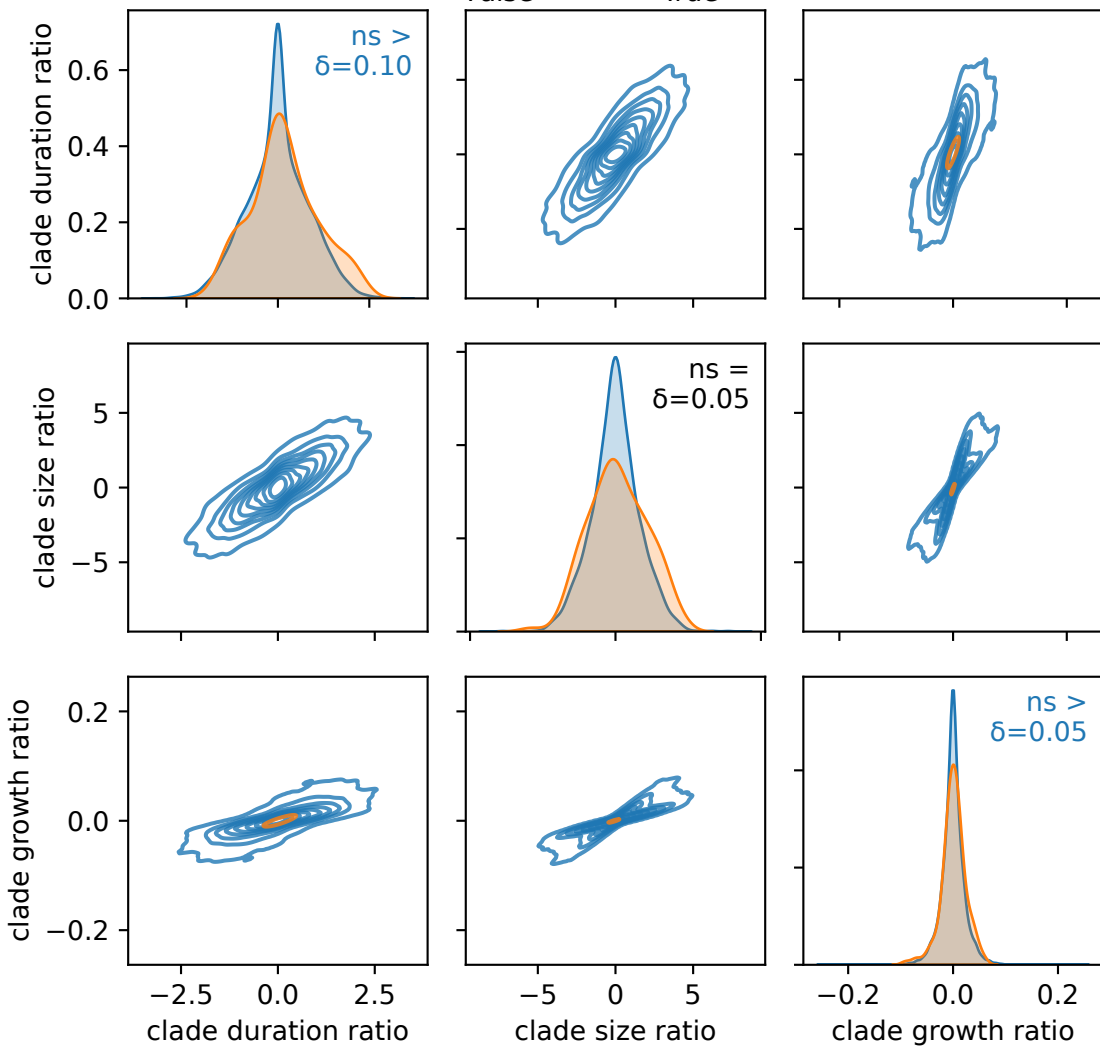 clade duration ratio
0.6
0.4
0.2
0.0
ns >
δ=0.10
clade size ratio
5
0
−5
ns =
δ=0.05
clade growth ratio
0.2
0.0
−0.2
ns >
δ=0.05
−2.5 0.0 2.5
−5 0 5
−0.2 0.0 0.2
clade duration ratio
clade size ratio
clade growth ratio